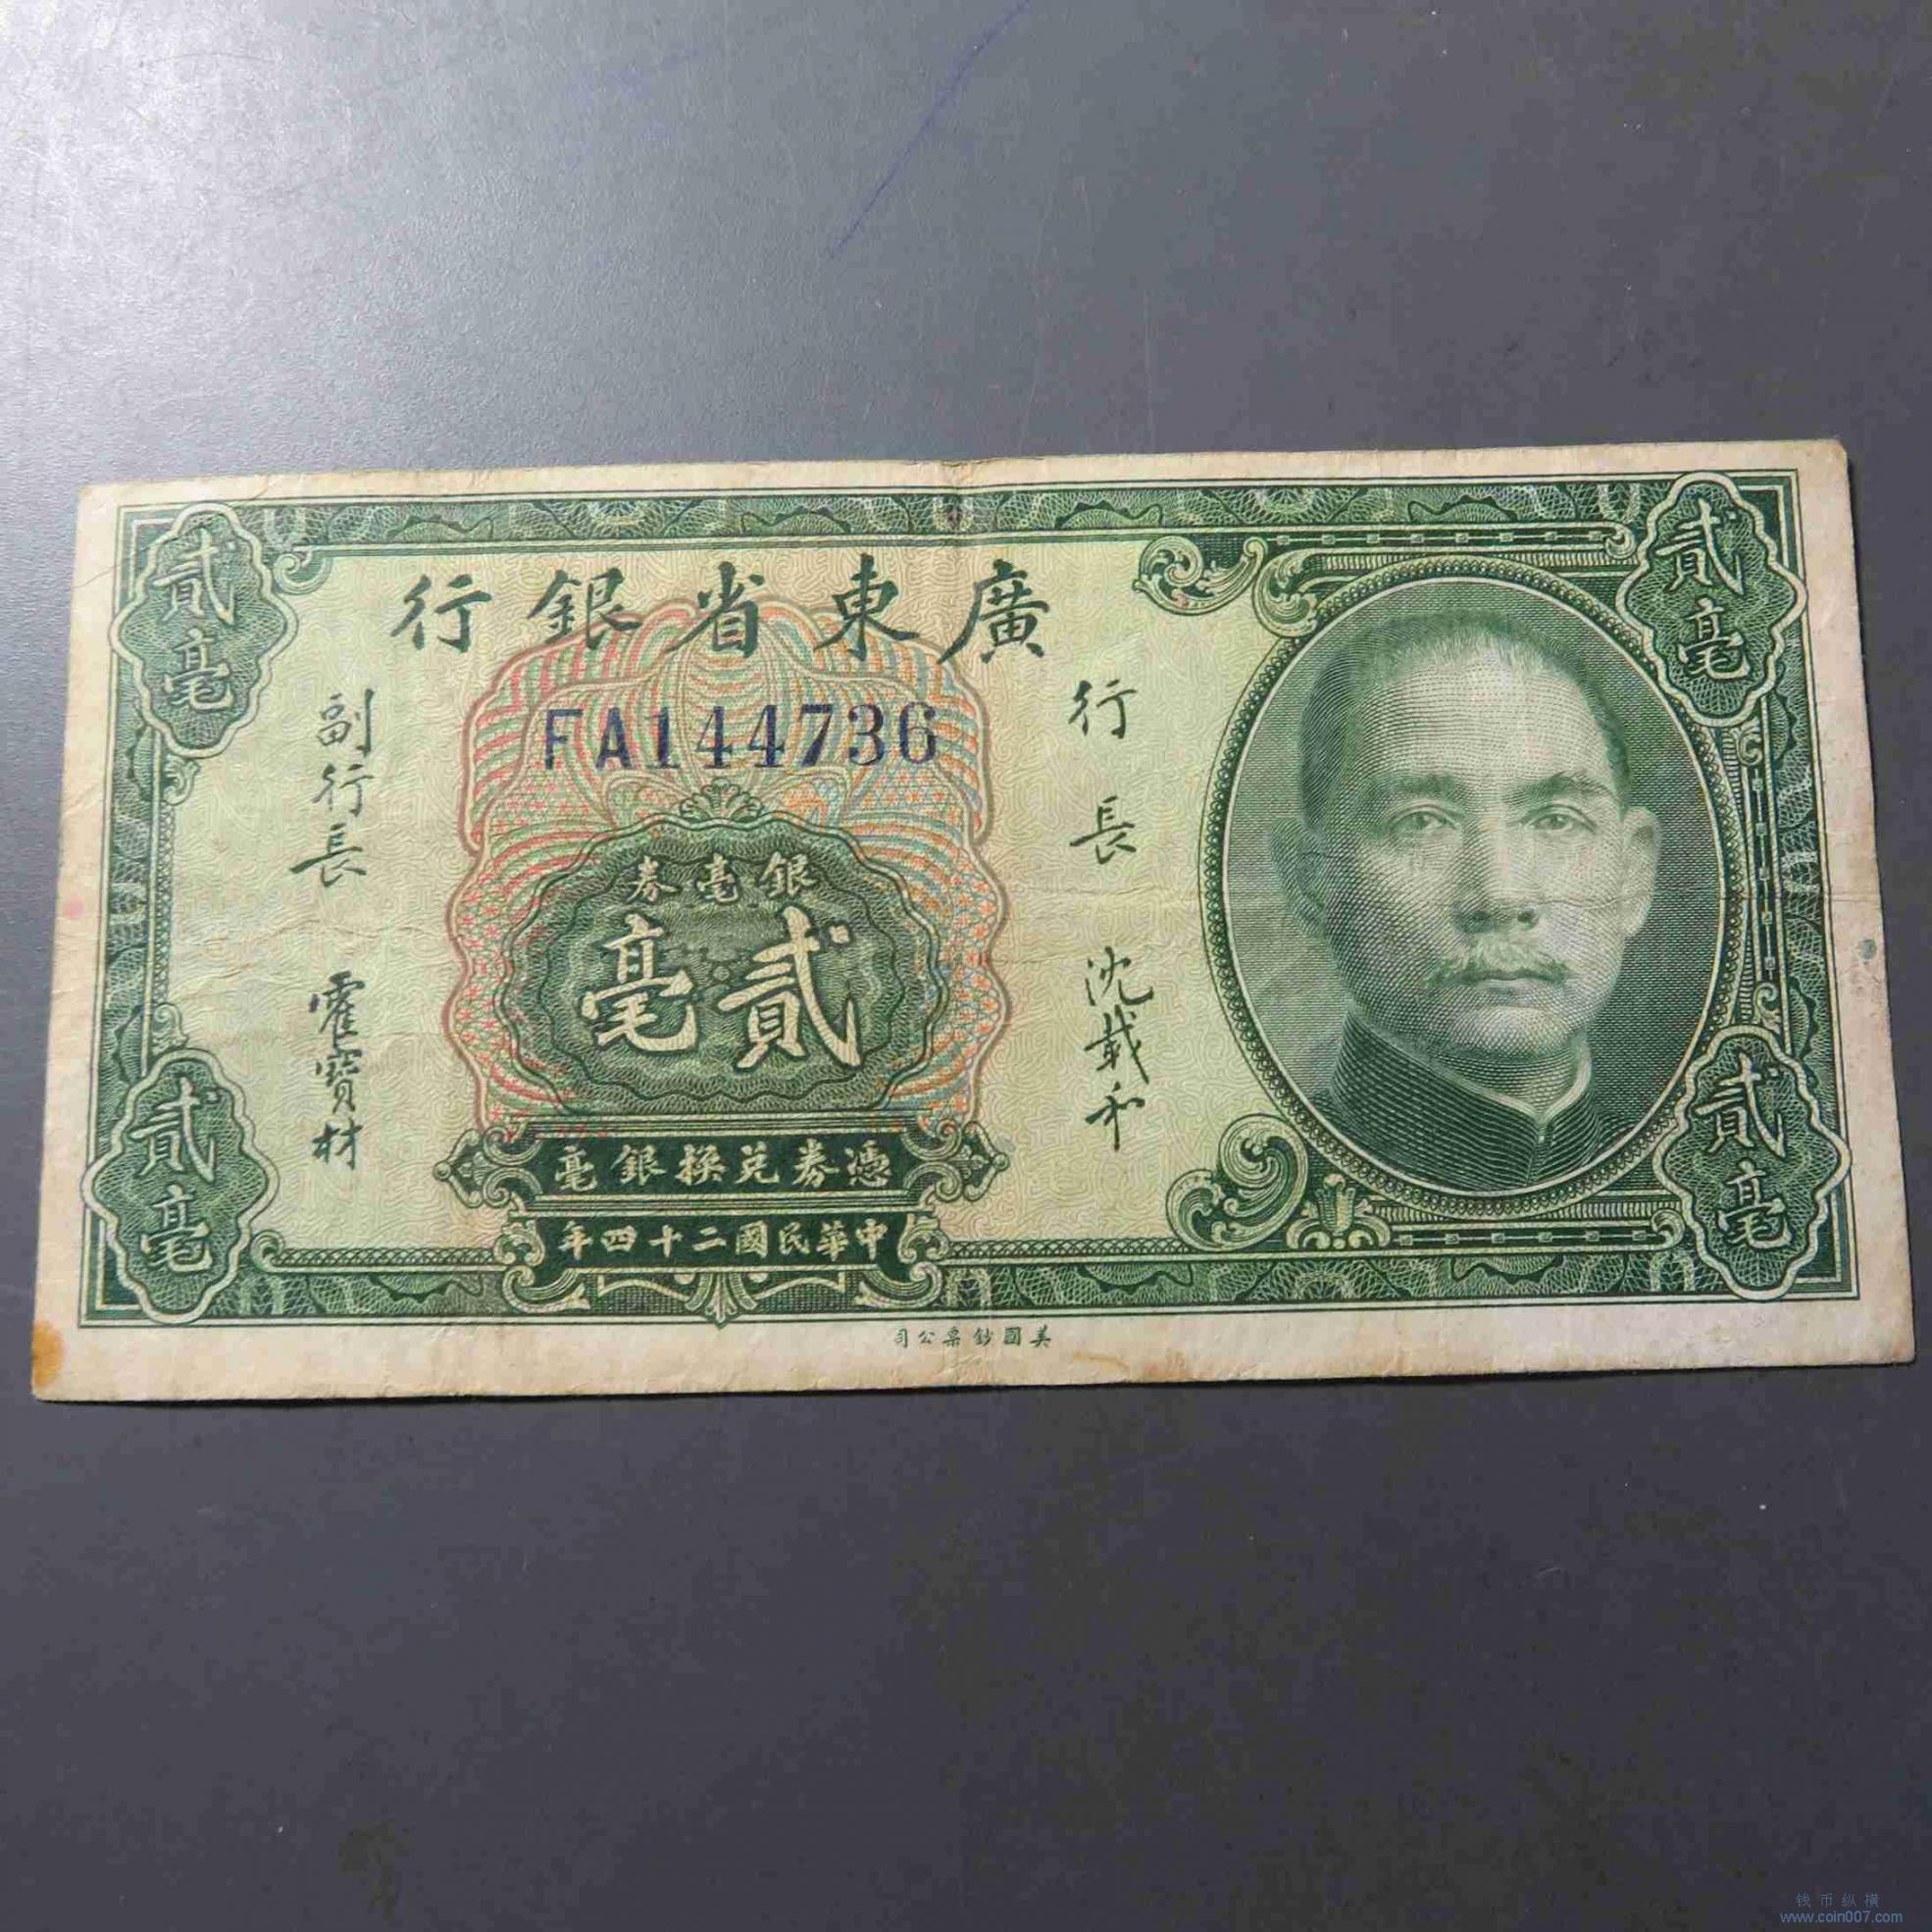 廣東省銀行
貳毫
貳毫
FA144736
行長
沈載和
副行長
霍寶材
銀毫券
貳毫
憑券兌換銀毫
中華民國二十四年
貳毫
貳毫
美國鈔票公司
钱币纵横
www.coin007.com